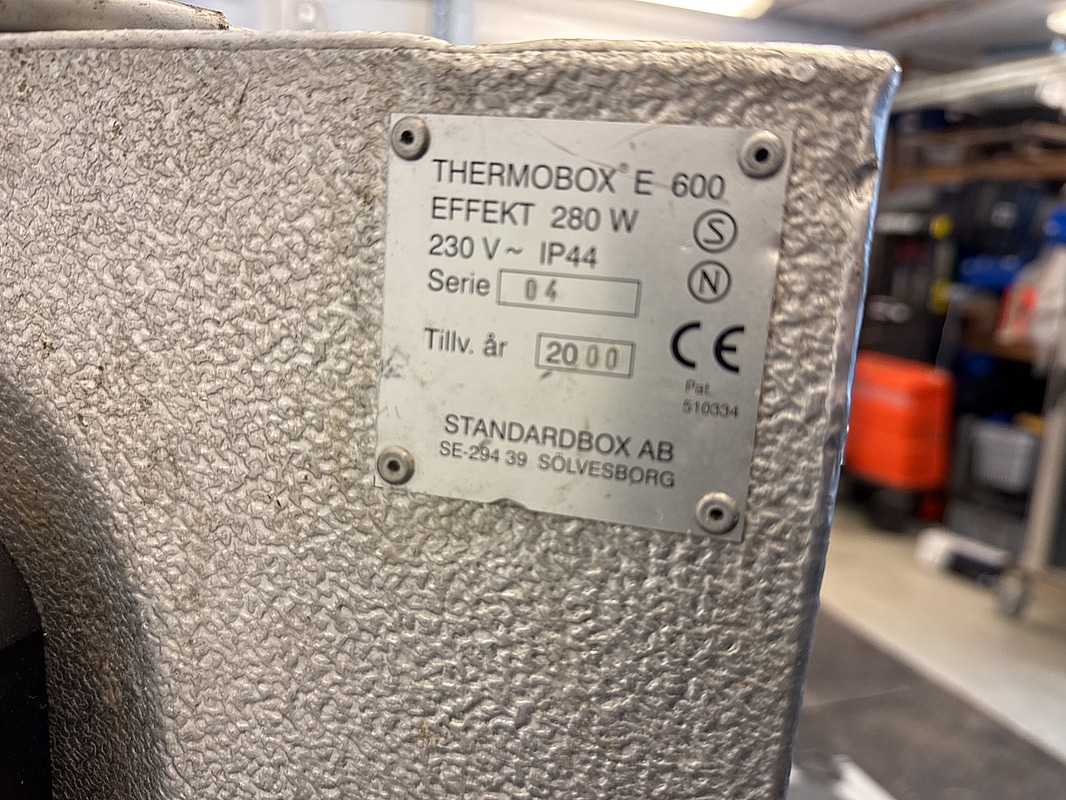 THERMOBOX® E 600
EFFEKT 280 W
230 V~ IP44
S
N
Serie 04
Tillv. år 2000
CE
Pat.
510334
STANDARDBOX AB
SE-294 39 SÖLVESBORG